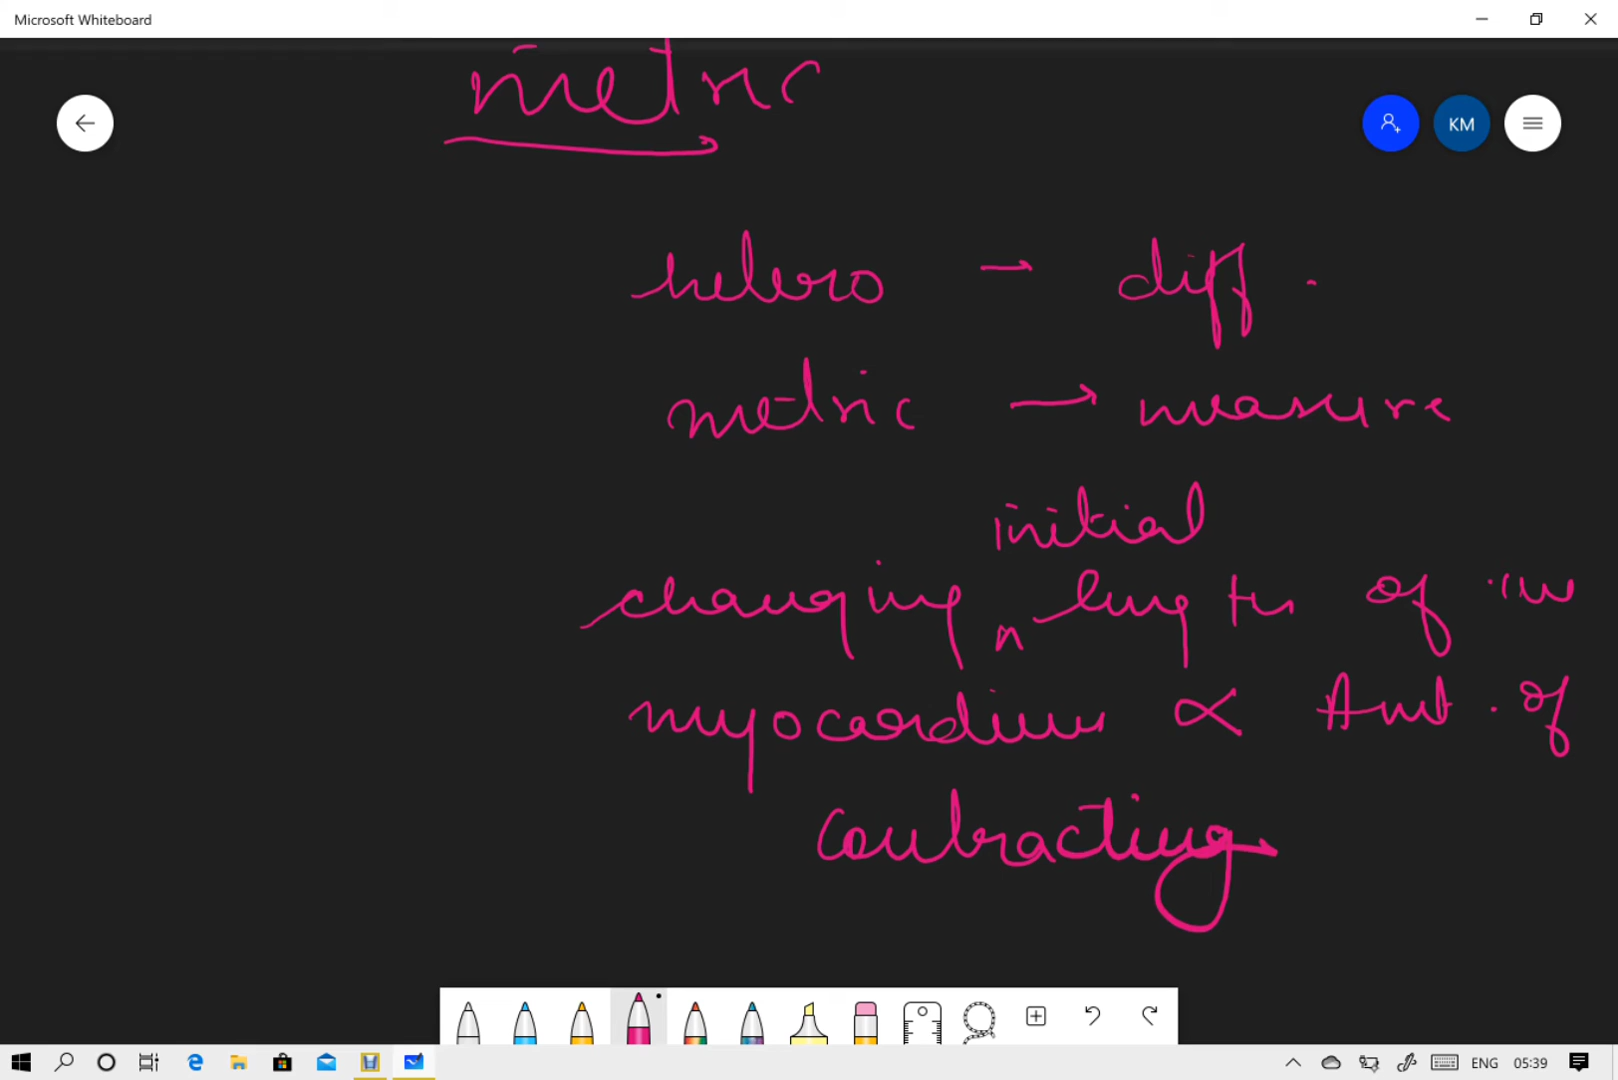 Microsoft Whiteboard
metric
KM
hetero → diff.
metric → measure
initial
changing length of
myocardium ∝ Amt. of
contracting
ENG 05:39